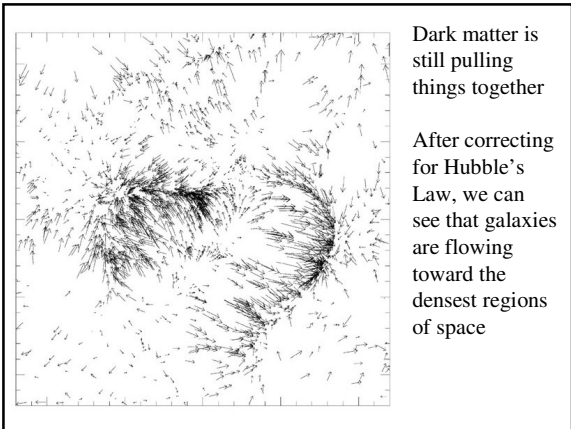 Dark matter is
still pulling
things together
After correcting
for Hubble's
Law, we can
see that galaxies
are flowing
toward the
densest regions
of space